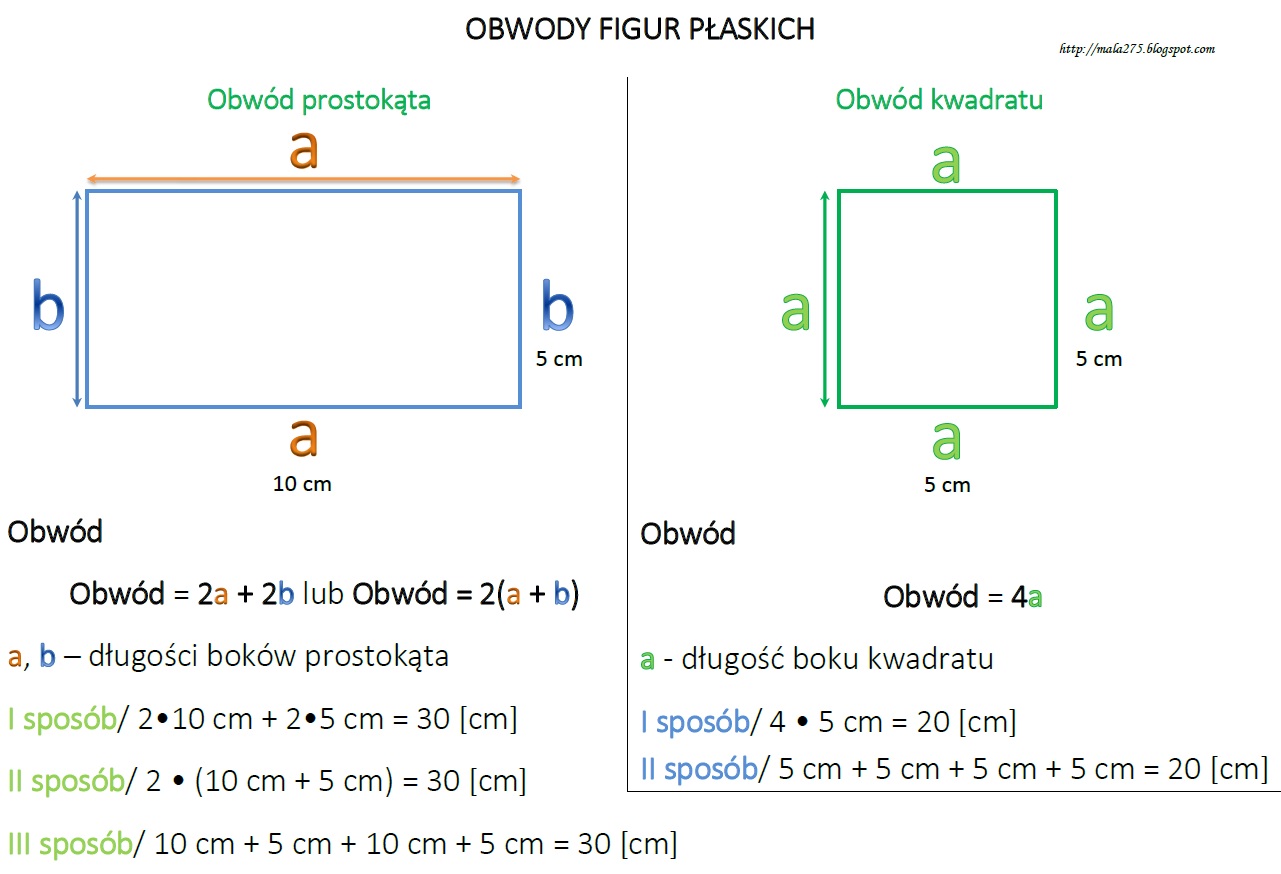 OBWODY FIGUR PŁASKICH
http://mala275.blogspot.com
Obwód prostokąta
a
b
b
5 cm
a
10 cm
Obwód
Obwód = 2a + 2b lub Obwód = 2(a + b)
a, b – długości boków prostokąta
I sposób/ 2•10 cm + 2•5 cm = 30 [cm]
II sposób/ 2 • (10 cm + 5 cm) = 30 [cm]
III sposób/ 10 cm + 5 cm + 10 cm + 5 cm = 30 [cm]
Obwód kwadratu
a
a
a
5 cm
a
5 cm
Obwód
Obwód = 4a
a - długość boku kwadratu
I sposób/ 4 • 5 cm = 20 [cm]
II sposób/ 5 cm + 5 cm + 5 cm + 5 cm = 20 [cm]